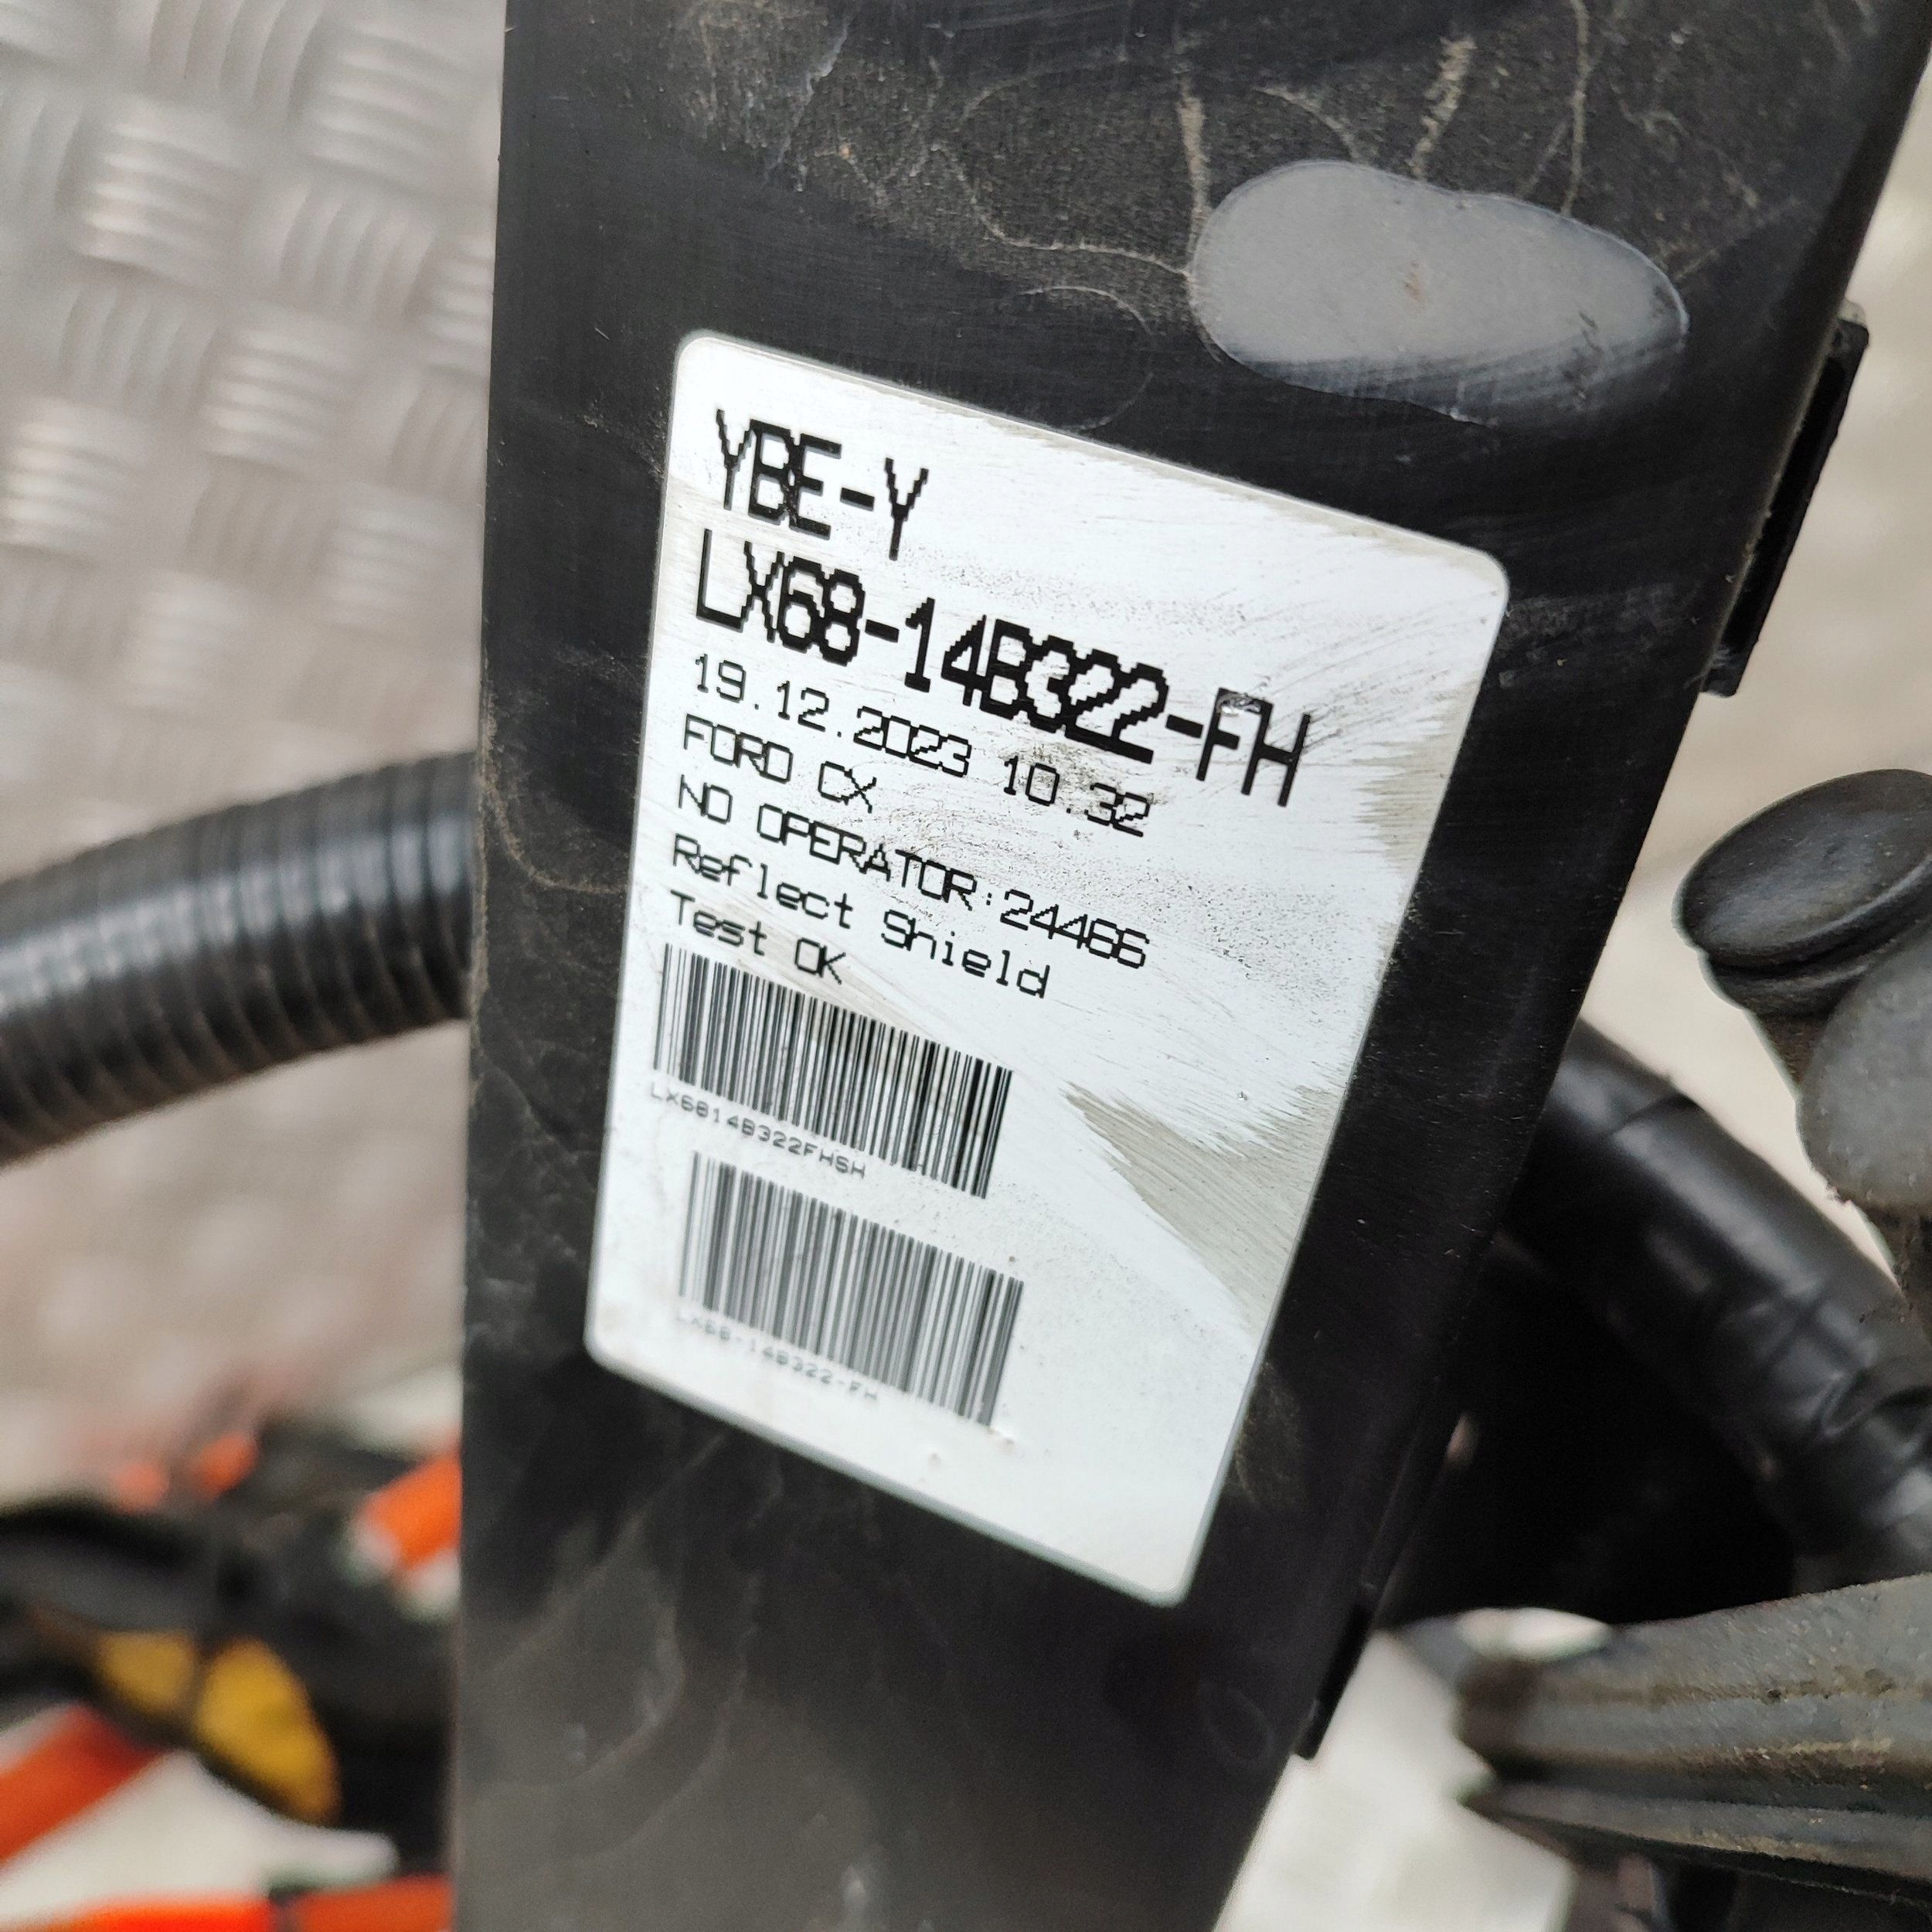 YBE-Y
LX68-14B322-FH
19.12.2023 10.32
FORD CX
NO OPERATOR:24466
Reflect Shield
Test OK
LX6814B322FHSH
LX68-14B322-FH